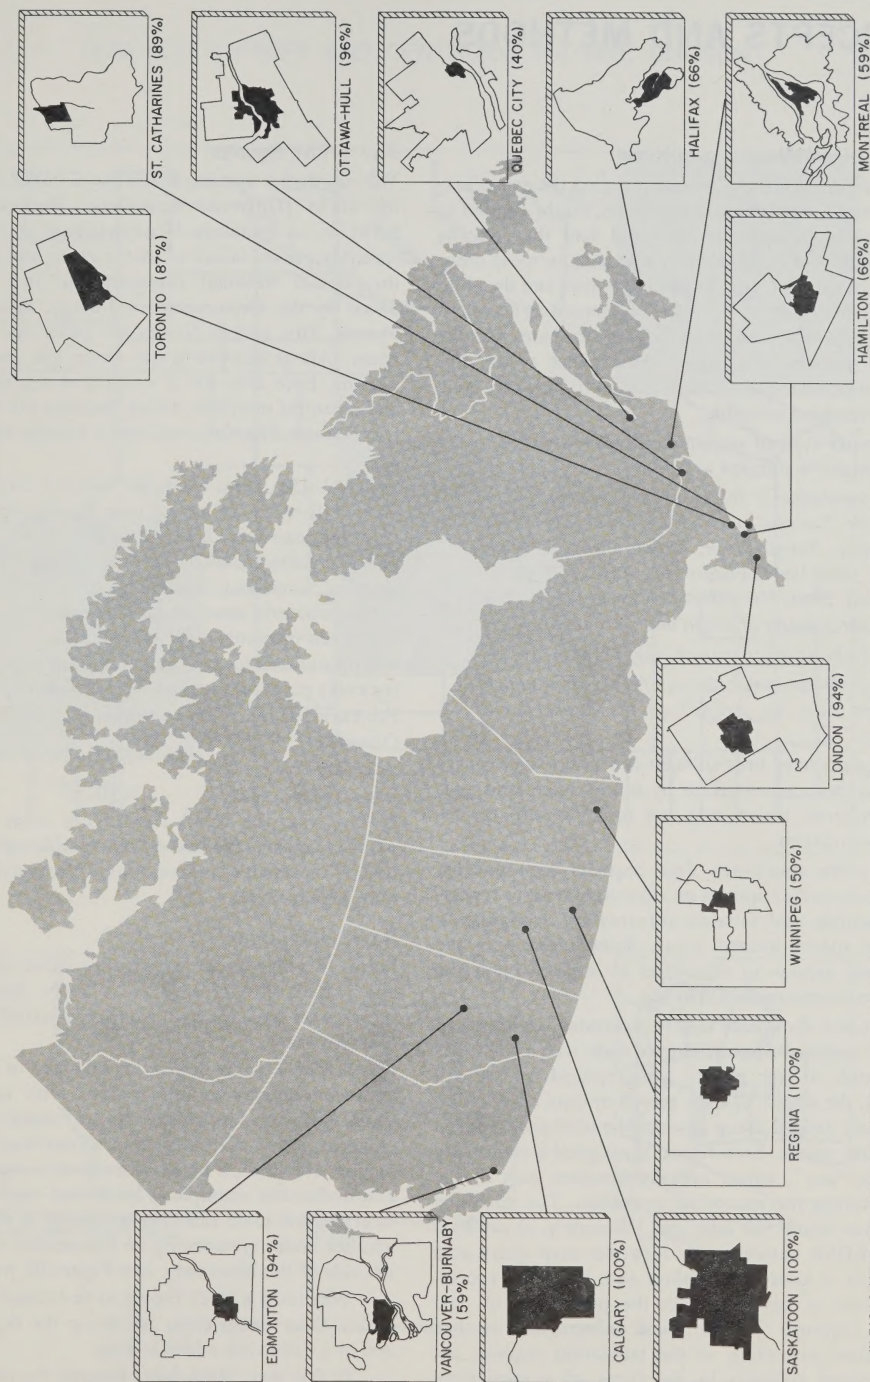 EDMONTON (94%)
VANCOUVER-BURNABY
(59%)
CALGARY (100%)
SASKATOON (100%)
REGINA (100%)
WINNIPEG (50%)
LONDON (94%)
TORONTO (87%)
ST. CATHARINES (89%)
OTTAWA-HULL (96%)
QUEBEC CITY (40%)
HALIFAX (66%)
HAMILTON (66%)
MONTREAL (59%)